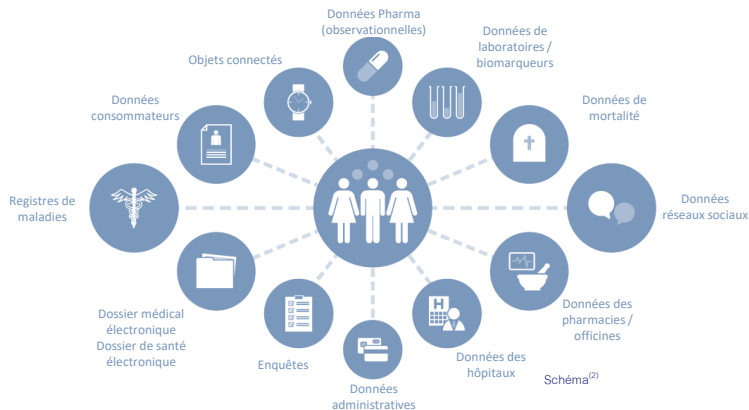 Données Pharma
(observationnelles)
Données de
laboratoires /
biomarqueurs
Objets connectés
Données
consommateurs
Données de
mortalité
Registres de
maladies
Données
réseaux sociaux
Dossier médical
électronique
Dossier de santé
électronique
Données des
pharmacies /
officines
Enquêtes
H
Données des
hôpitaux
Données
administratives
Schéma(2)